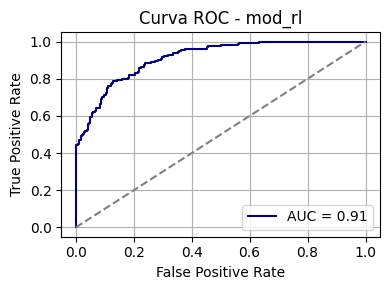 Curva ROC - mod_rl
True Positive Rate
1.0
0.8
0.6
0.4
0.2
0.0
AUC = 0.91
0.0 0.2 0.4 0.6 0.8 1.0
False Positive Rate